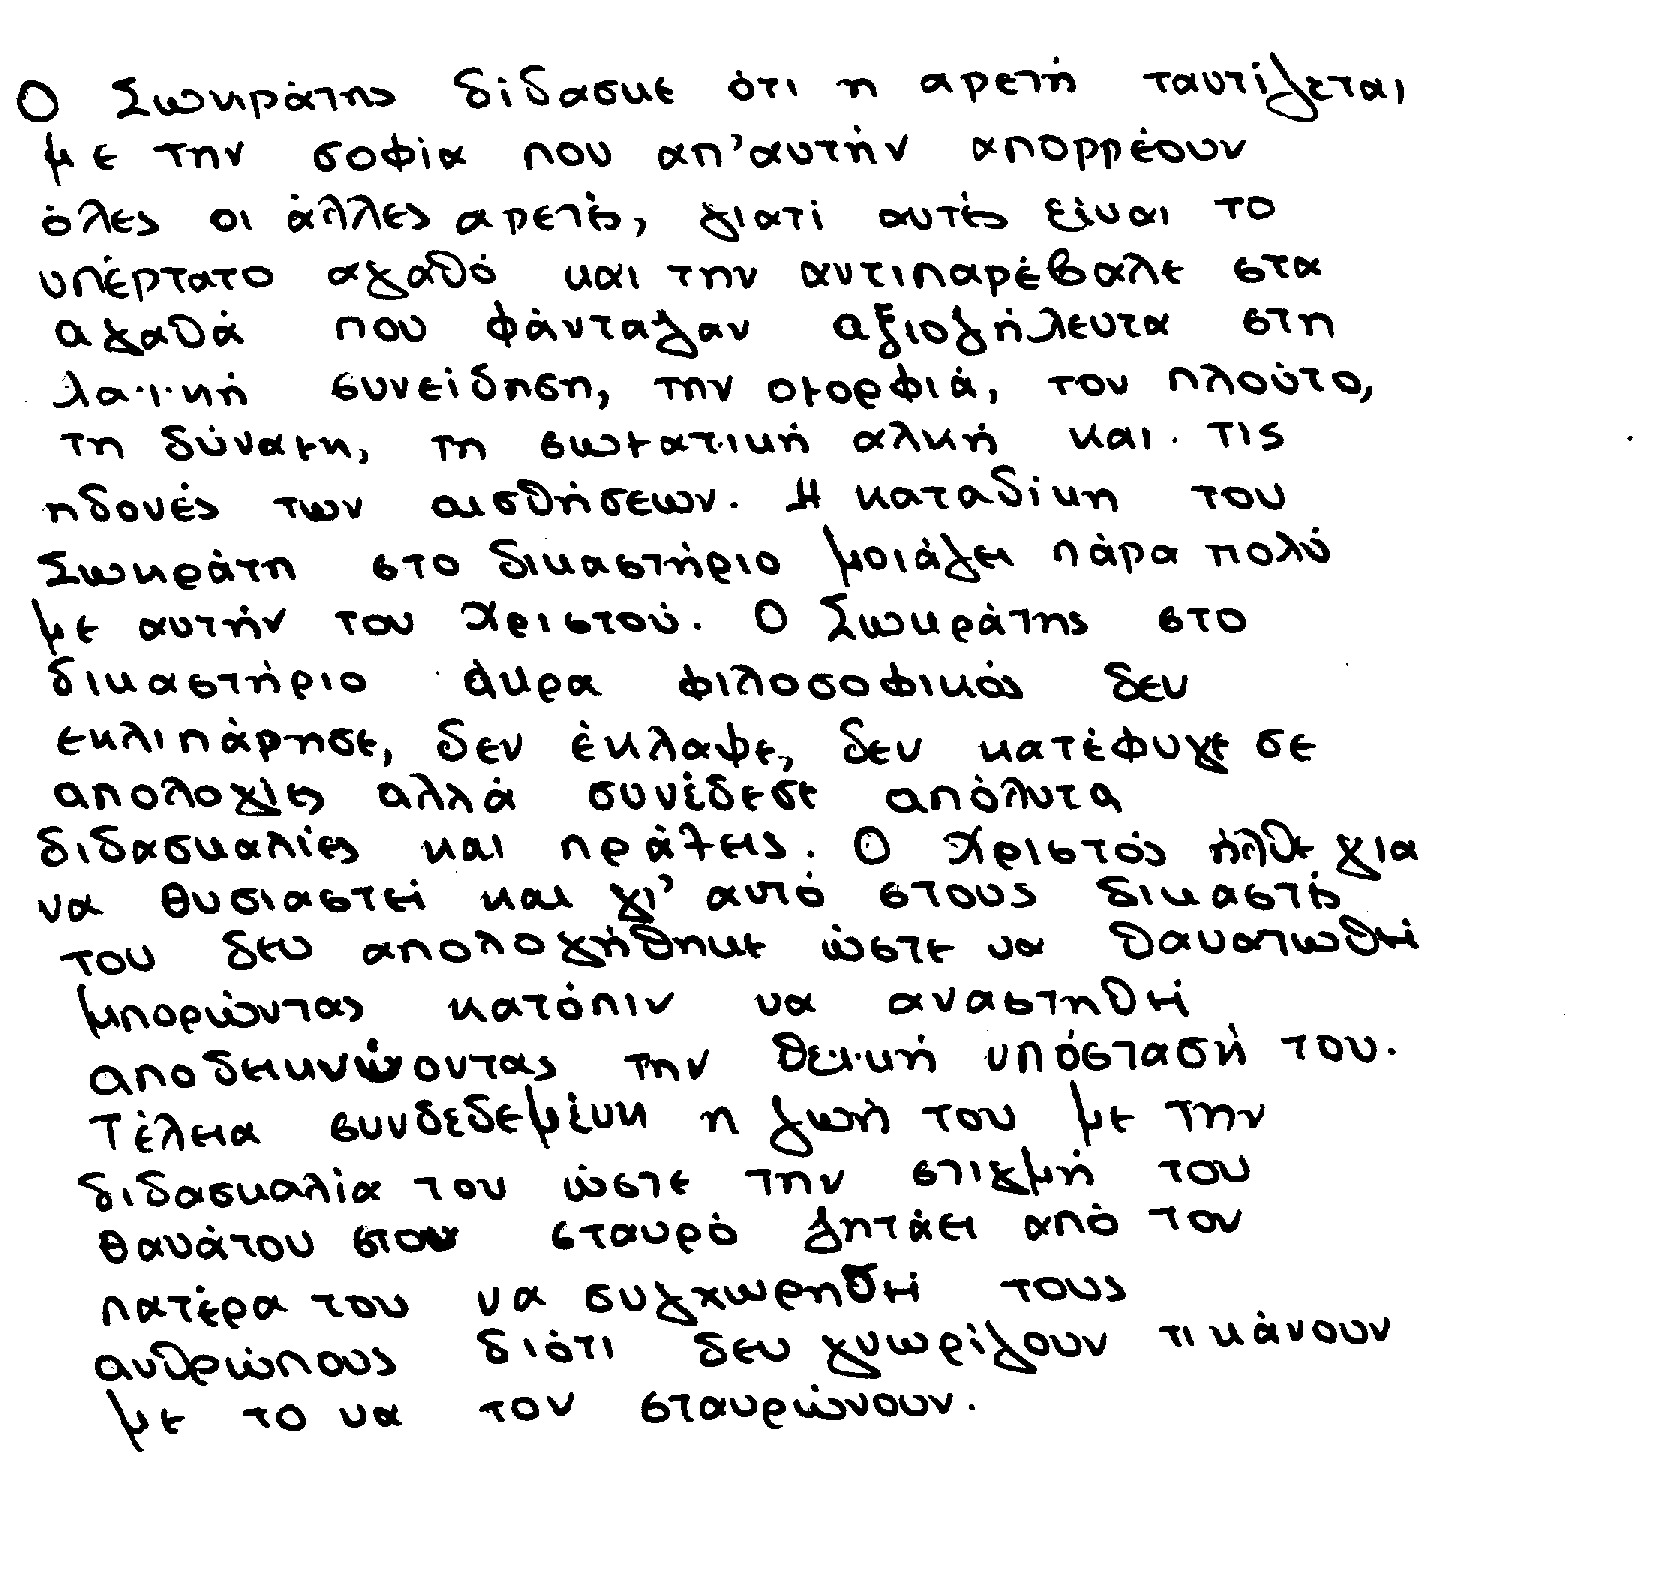 Ο Σωκράτης δίδασκε ότι η αρετή ταυτίζεται
με την σοφία που απ'αυτήν απορρέουν
όλες οι άλλες αρετές, γιατί αυτές είναι το
υπέρτατο αγαθό και την αντιπαρέβαλε στα
αγαθά που φάνταζαν αξιοζήλευτα στη
λαϊκή συνείδηση, την ομορφιά, τον πλούτο,
τη δύναμη, τη σωματική αλκή και τις
ηδονές των αισθήσεων. Η καταδίκη του
Σωκράτη στο δικαστήριο μοιάζει πάρα πολύ
με αυτήν του Χριστού. Ο Σωκράτης στο
δικαστήριο άκρα φιλοσοφικός δεν
εκλιπάρησε, δεν έκλαψε, δεν κατέφυγε σε
απολογίες αλλά συνέδεσε απόλυτα
διδασκαλίες και πράξεις. Ο Χριστός ήλθε για
να θυσιαστεί και γι' αυτό στους δικαστές
του δεν απολογήθηκε ώστε να θανατωθεί
μπορώντας κατόπιν να αναστηθεί
αποδεικνύοντας την θεϊκή υπόστασή του.
Τέλεια συνδεδεμένη η ζωή του με την
διδασκαλία του ώστε την στιγμή του
θανάτου στον σταυρό ζητάει από τον
πατέρα του να συγχωρηθεί τους
ανθρώπους διότι δεν γνωρίζουν τι κάνουν
με το να τον σταυρώνουν.